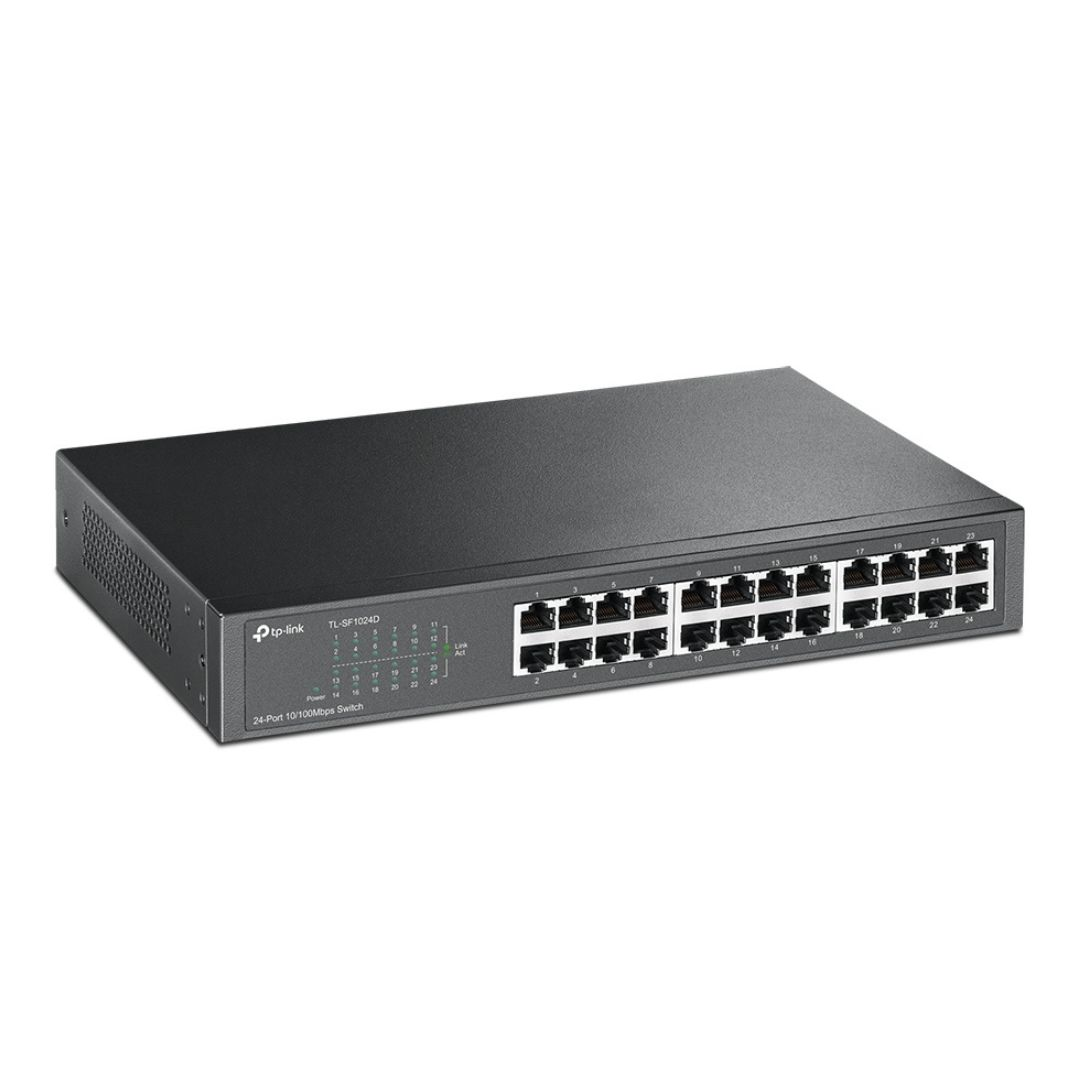 tp-link
TL-SF1024D
1 3 5 7 9 11
2 4 6 8 10 12
Link
Act
13 15 17 19 21 23
14 16 18 20 22 24
Power
24-Port 10/100Mbps Switch
1 3 5 7 9 11 13 15 17 19 21 23
2 4 6 8 10 12 14 16 18 20 22 24